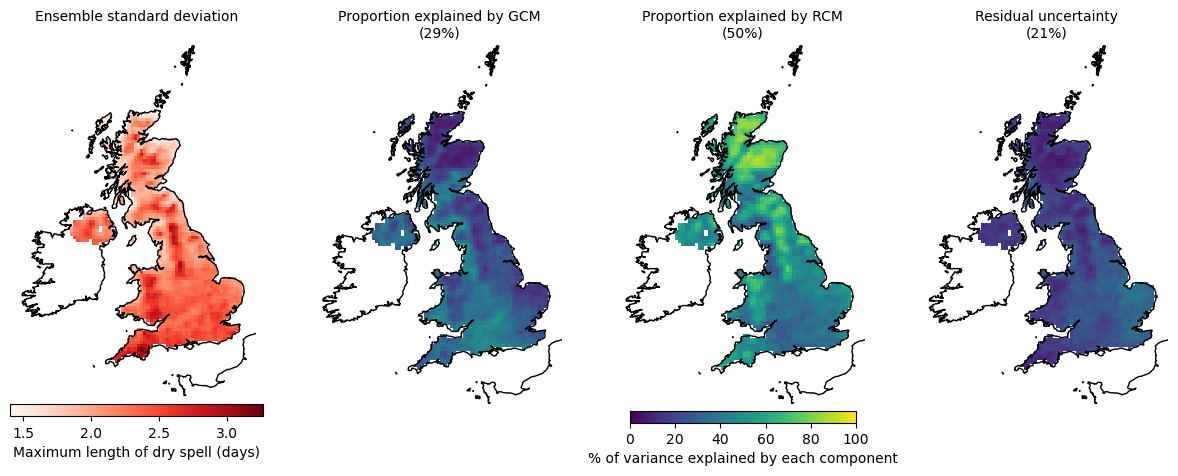 Ensemble standard deviation
Proportion explained by GCM
(29%)
Proportion explained by RCM
(50%)
Residual uncertainty
(21%)
1.5 2.0 2.5 3.0
Maximum length of dry spell (days)
0 20 40 60 80 100
% of variance explained by each component